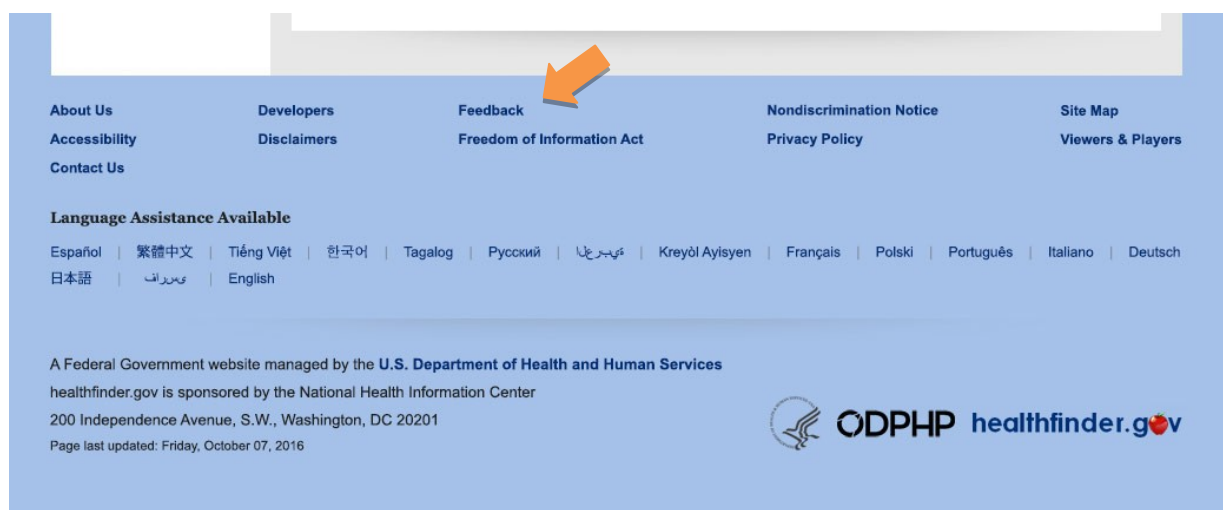 About Us Developers Feedback Nondiscrimination Notice Site Map
Accessibility Disclaimers Freedom of Information Act Privacy Policy Viewers & Players
Contact Us
Language Assistance Available
Español | 繁體中文 | Tiếng Việt | 한국어 | Tagalog | Русский | ةيبرعلا | Kreyòl Ayisyen | Français | Polski | Português | Italiano | Deutsch
日本語 | یسراف | English
A Federal Government website managed by the U.S. Department of Health and Human Services
healthfinder.gov is sponsored by the National Health Information Center
200 Independence Avenue, S.W., Washington, DC 20201
Page last updated: Friday, October 07, 2016
ODPHP healthfinder.gov